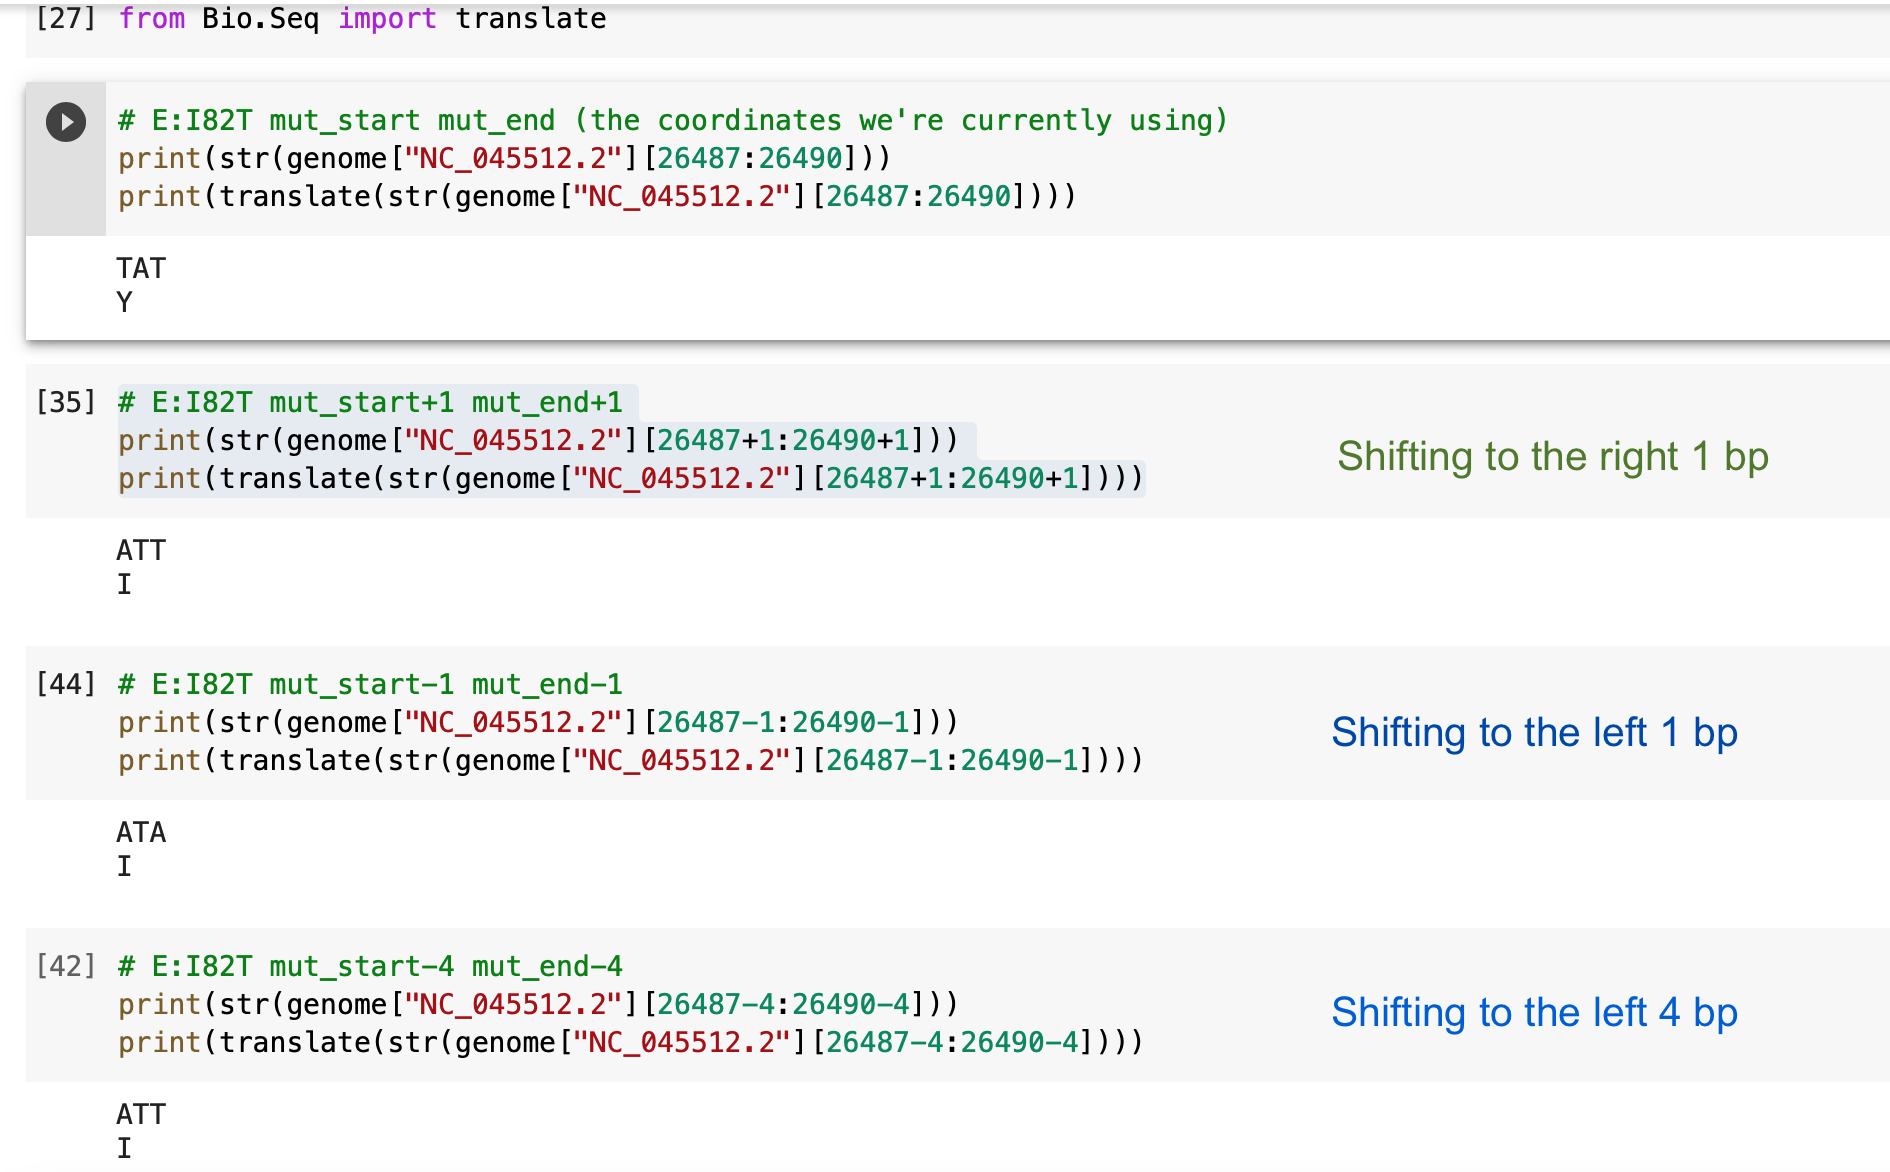 [27] from Bio.Seq import translate
# E:I82T mut_start mut_end (the coordinates we're currently using)
print(str(genome["NC_045512.2"][26487:26490]))
print(translate(str(genome["NC_045512.2"][26487:26490])))
TAT
Y
[35] # E:I82T mut_start+1 mut_end+1
print(str(genome["NC_045512.2"][26487+1:26490+1]))
Shifting to the right 1 bp
print(translate(str(genome["NC_045512.2"][26487+1:26490+1])))
ATT
I
[44] # E:I82T mut_start-1 mut_end-1
print(str(genome["NC_045512.2"][26487-1:26490-1]))
Shifting to the left 1 bp
print(translate(str(genome["NC_045512.2"][26487-1:26490-1])))
ATA
I
[42] # E:I82T mut_start-4 mut_end-4
print(str(genome["NC_045512.2"][26487-4:26490-4]))
Shifting to the left 4 bp
print(translate(str(genome["NC_045512.2"][26487-4:26490-4])))
ATT
I